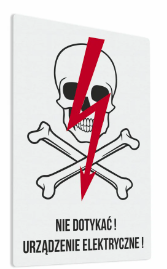 NIE DOTYKAĆ !
URZĄDZENIE ELEKTRYCZNE !